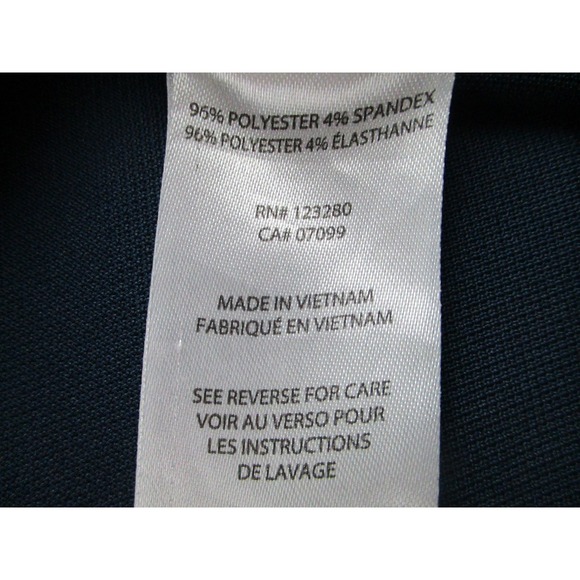 96% POLYESTER 4% SPANDEX
96% POLYESTER 4% ÉLASTHANNE
RN# 123280
CA# 07099
MADE IN VIETNAM
FABRIQUÉ EN VIETNAM
SEE REVERSE FOR CARE
VOIR AU VERSO POUR
LES INSTRUCTIONS
DE LAVAGE